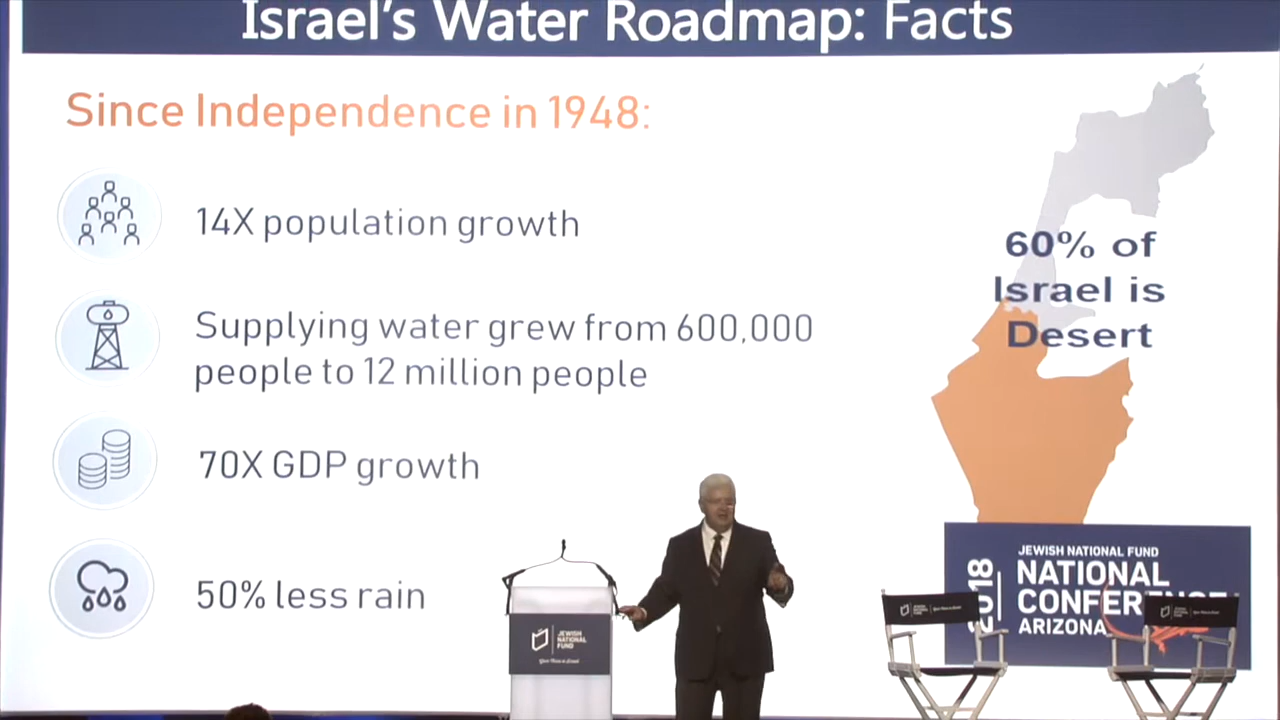 Israel's Water Roadmap: Facts
Since Independence in 1948:
14X population growth
Supplying water grew from 600,000
people to 12 million people
70X GDP growth
50% less rain
60% of
Israel is
Desert
JEWISH
NATIONAL
FUND
JEWISH NATIONAL FUND
NATIONAL
ARIZONA